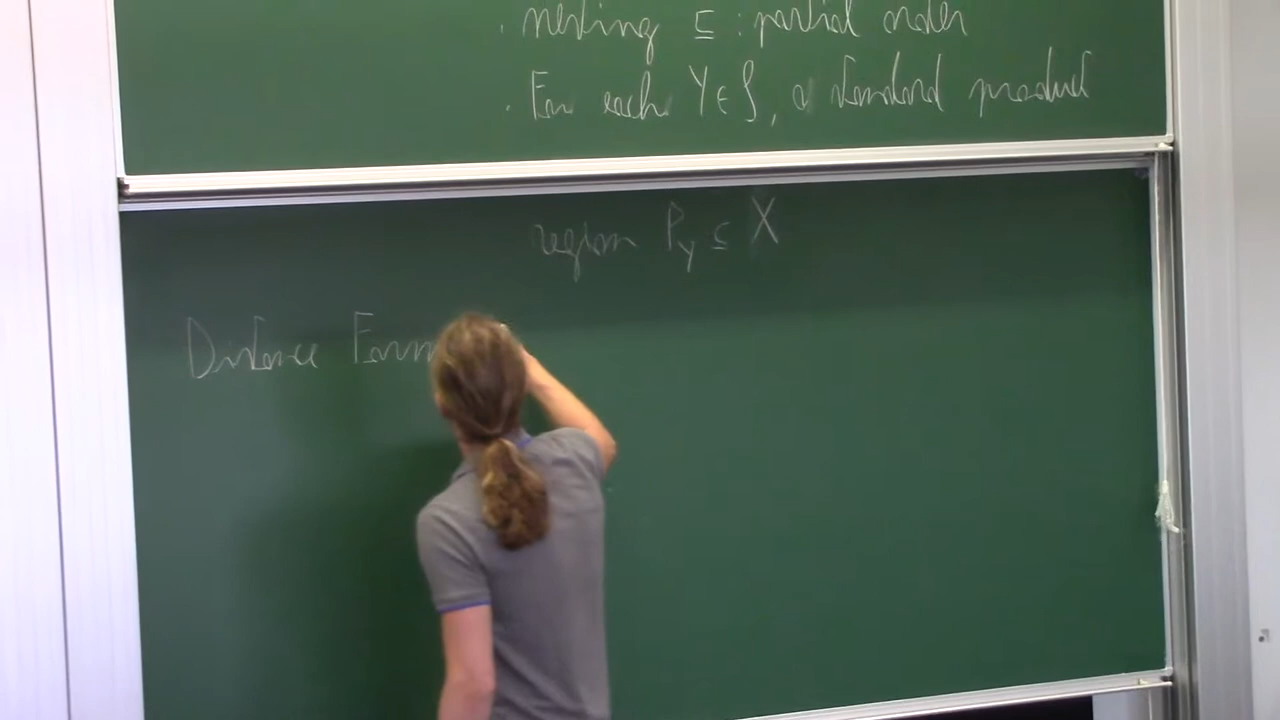 · nesting ⊆ : partial order
· For each Y ∈ 𝔖, a standard product
region P_Y ⊆ X
Distance Form